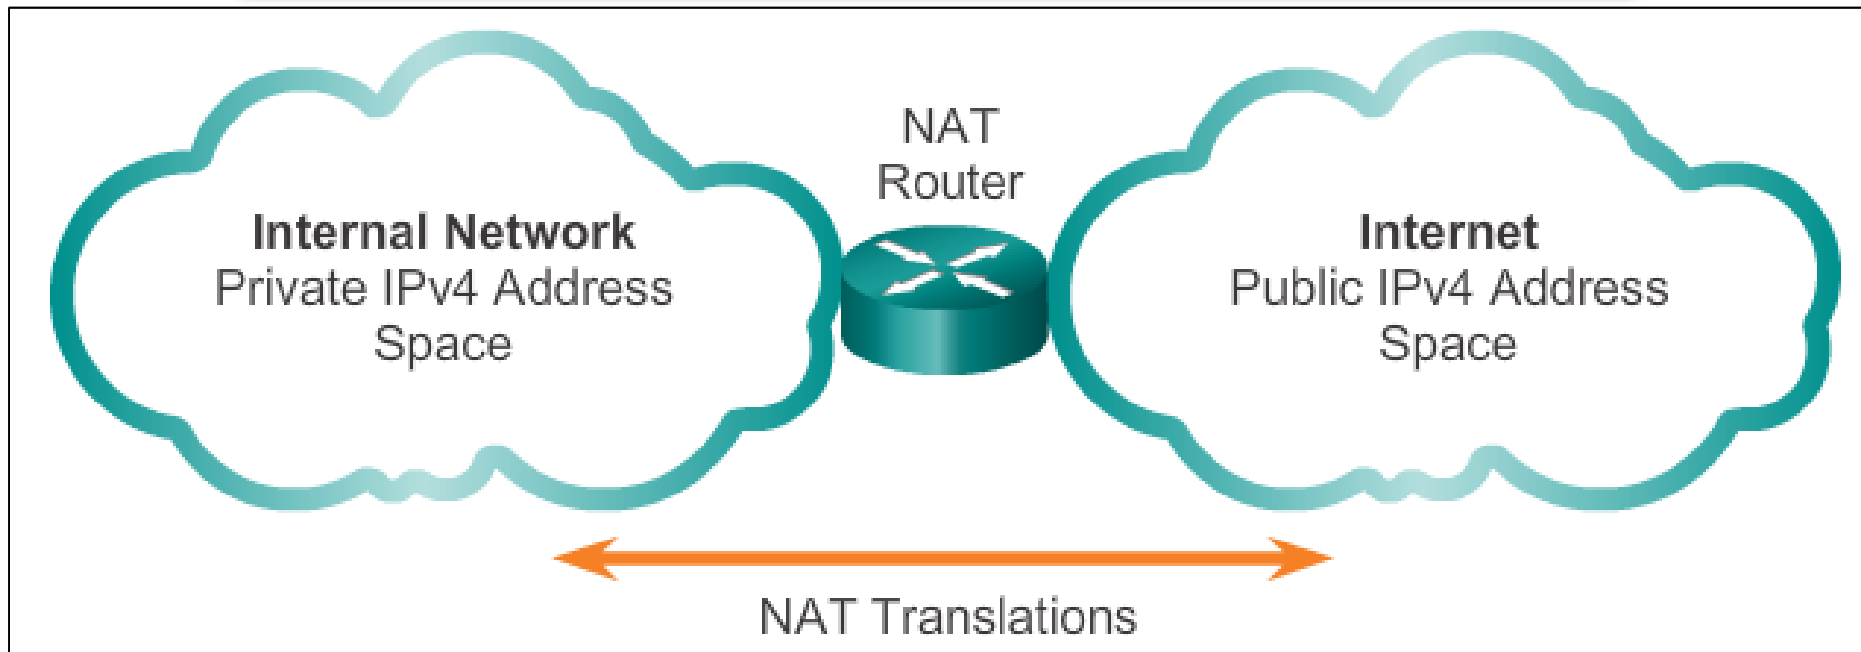 NAT
Router
Internal Network
Private IPv4 Address
Space
Internet
Public IPv4 Address
Space
NAT Translations